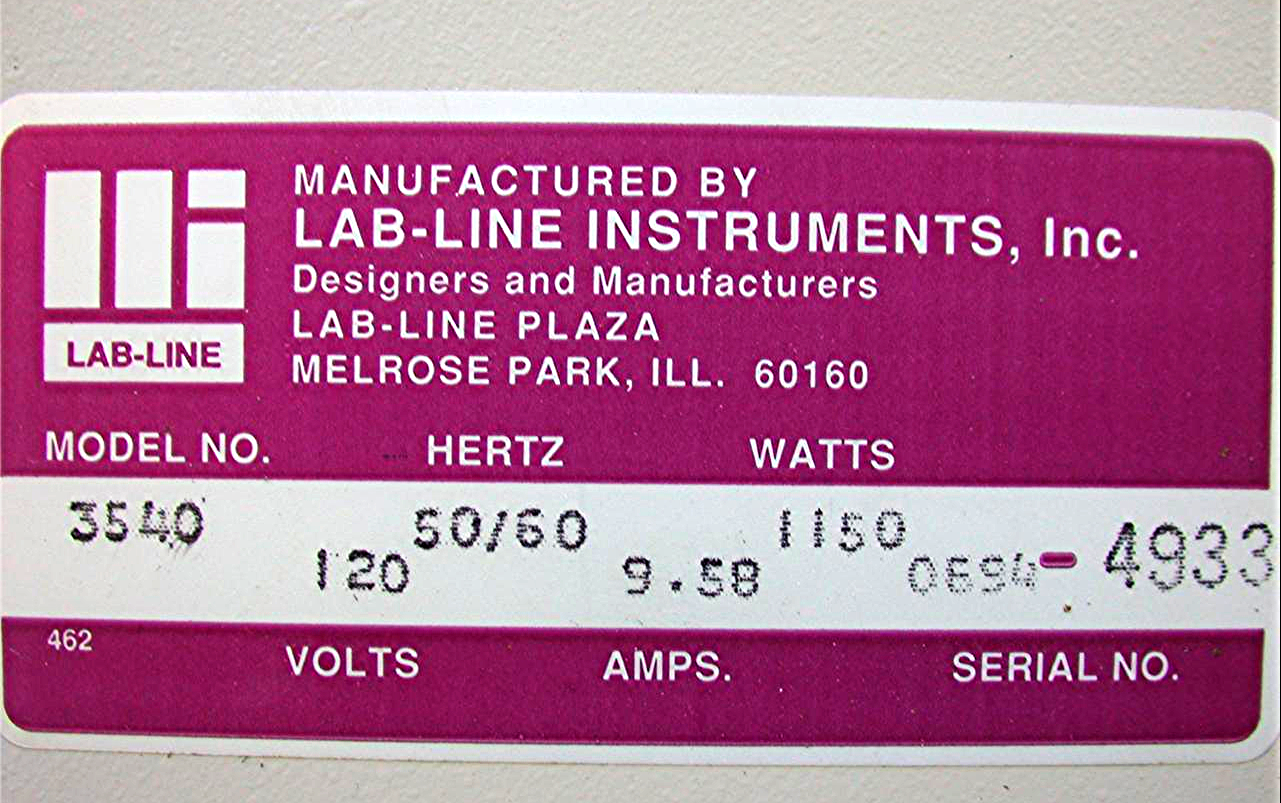 MANUFACTURED BY
LAB-LINE INSTRUMENTS, Inc.
Designers and Manufacturers
LAB-LINE PLAZA
MELROSE PARK, ILL. 60160
LAB-LINE
MODEL NO. HERTZ WATTS
3540 50/60 1150
120 9.58 0694-4933
462 VOLTS AMPS. SERIAL NO.